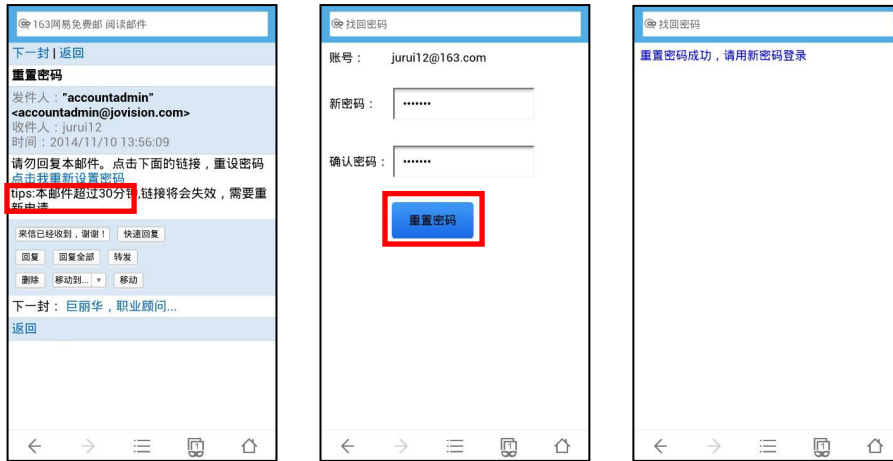 163网易免费邮 阅读邮件
下一封 | 返回
重置密码
发件人："accountadmin"
<accountadmin@jovision.com>
收件人：jurui12
时间：2014/11/10 13:56:09
请勿回复本邮件。点击下面的链接，重设密码
点击我重新设置密码
tips:本邮件超过30分钟,链接将会失效，需要重
新申请
来信已经收到，谢谢！ 快速回复
回复 回复全部 转发
删除 移动到... 移动
下一封：巨丽华，职业顾问...
返回
1
找回密码
账号： jurui12@163.com
新密码： •••••••
确认密码： •••••••
重置密码
1
找回密码
重置密码成功，请用新密码登录
1